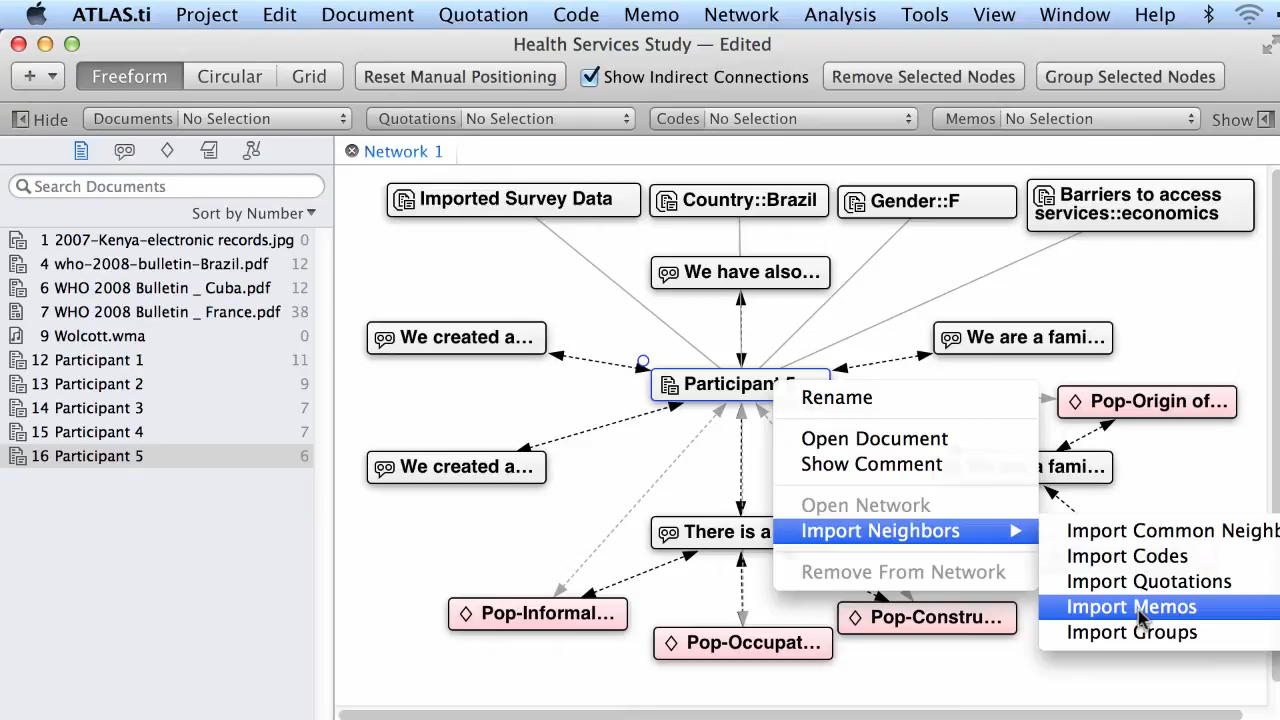 ATLAS.ti Project Edit Document Quotation Code Memo Network Analysis Tools View Window Help
Health Services Study — Edited
+ Freeform Circular Grid Reset Manual Positioning Show Indirect Connections Remove Selected Nodes Group Selected Nodes
Hide Documents No Selection Quotations No Selection Codes No Selection Memos No Selection Show
Network 1
Search Documents
Sort by Number
1 2007-Kenya-electronic records.jpg 0
4 who-2008-bulletin-Brazil.pdf 12
6 WHO 2008 Bulletin _ Cuba.pdf 12
7 WHO 2008 Bulletin _ France.pdf 38
9 Wolcott.wma 0
12 Participant 1 11
13 Participant 2 9
14 Participant 3 7
15 Participant 4 7
16 Participant 5 6
Imported Survey Data
Country::Brazil
Gender::F
Barriers to access
services::economics
We have also...
We created a...
We are a fami...
Participant 5
Pop-Origin of...
We created a...
a fami...
There is a
Pop-Informal...
Pop-Occupat...
Pop-Constru...
Rename
Open Document
Show Comment
Open Network
Import Neighbors
Remove From Network
Import Common Neighb
Import Codes
Import Quotations
Import Memos
Import Groups